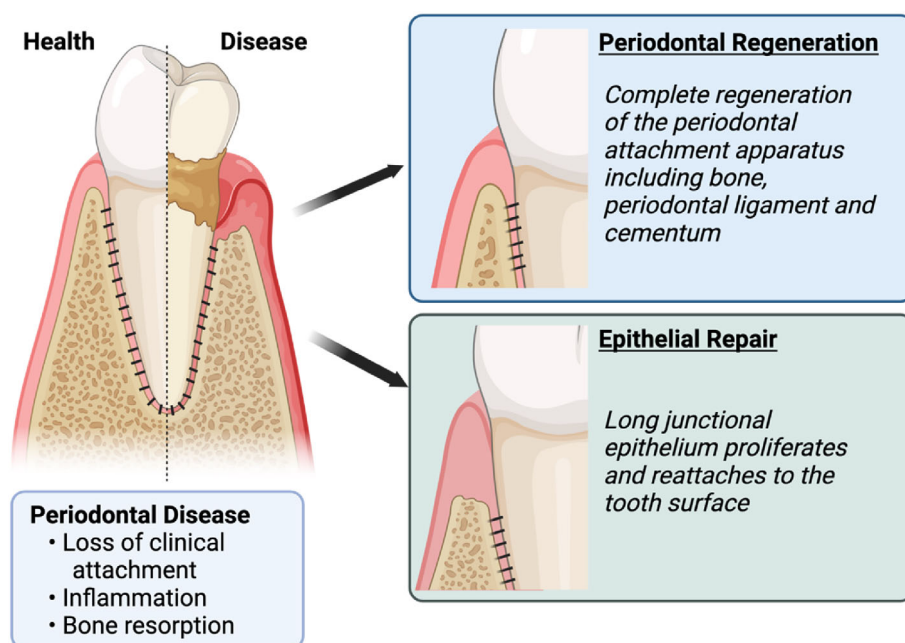 Health
Disease
Periodontal Disease
• Loss of clinical
attachment
• Inflammation
• Bone resorption
Periodontal Regeneration
Complete regeneration
of the periodontal
attachment apparatus
including bone,
periodontal ligament and
cementum
Epithelial Repair
Long junctional
epithelium proliferates
and reattaches to the
tooth surface